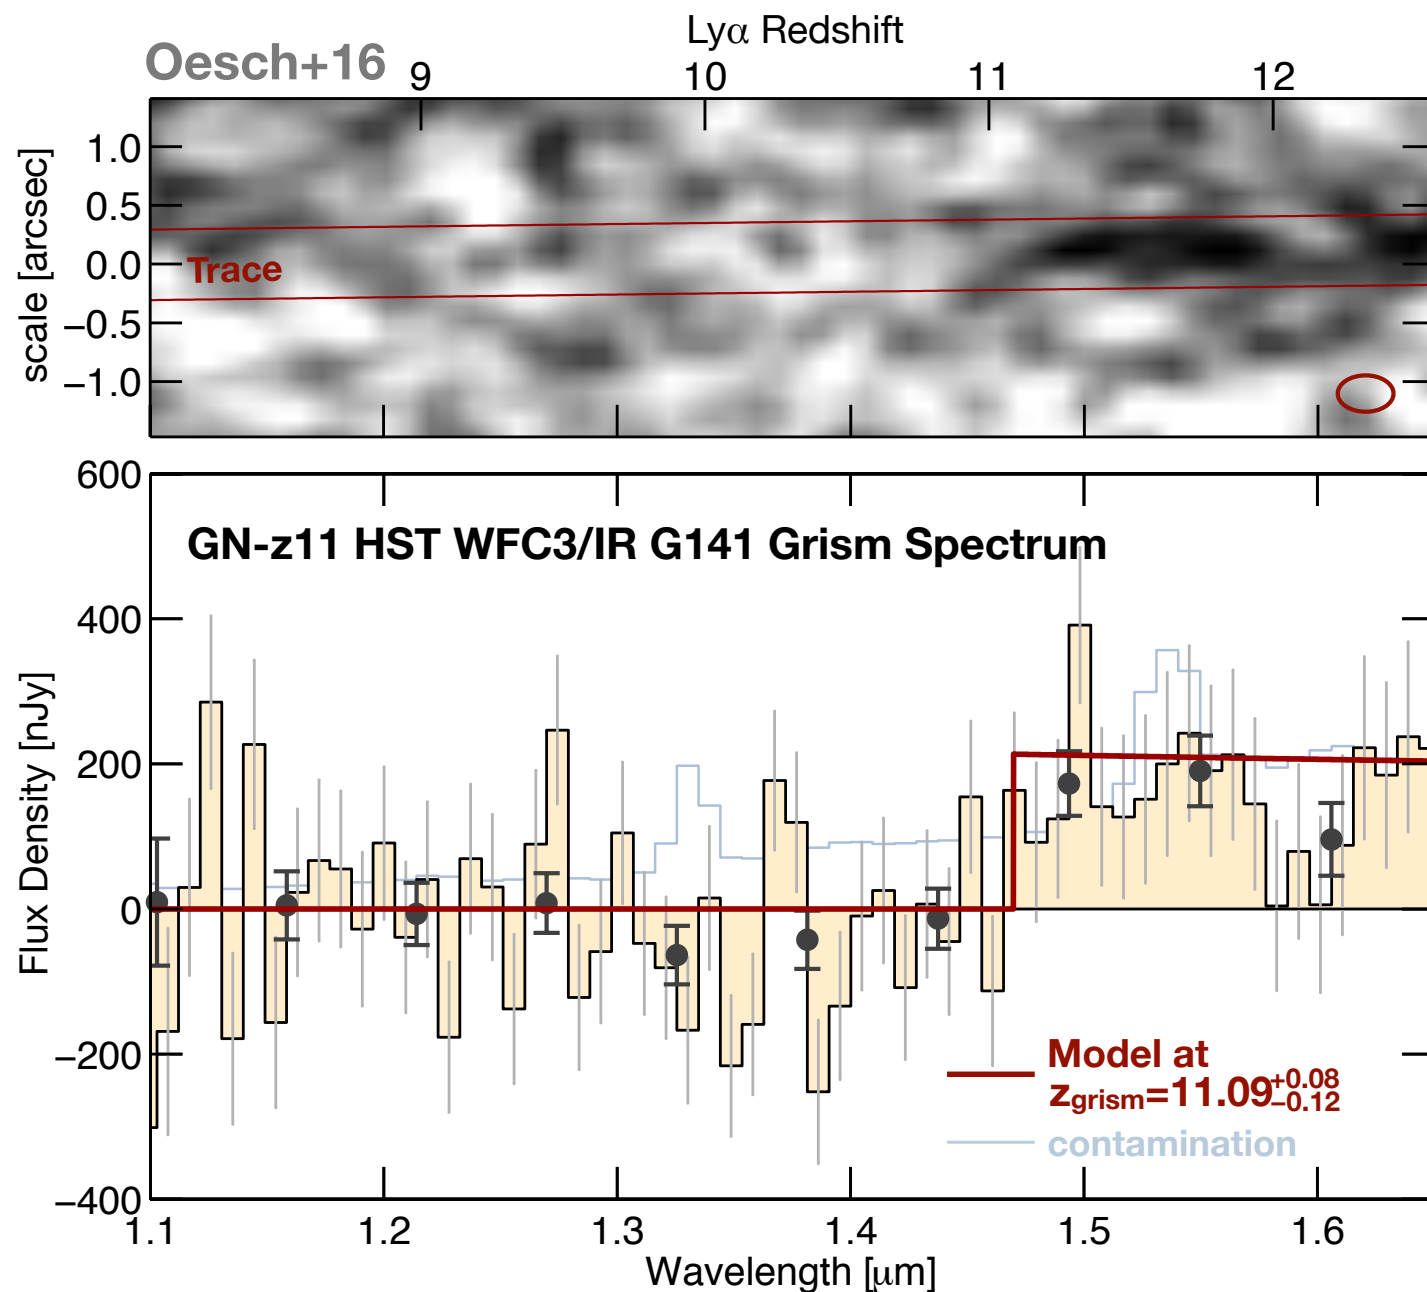 Lyα Redshift
Oesch+16
9 10 11 12
scale [arcsec]
1.0
0.5
0.0
−0.5
−1.0
Trace
GN-z11 HST WFC3/IR G141 Grism Spectrum
Flux Density [nJy]
600
400
200
0
−200
−400
Model at
zgrism=11.09+0.08−0.12
contamination
1.1 1.2 1.3 1.4 1.5 1.6
Wavelength [μm]